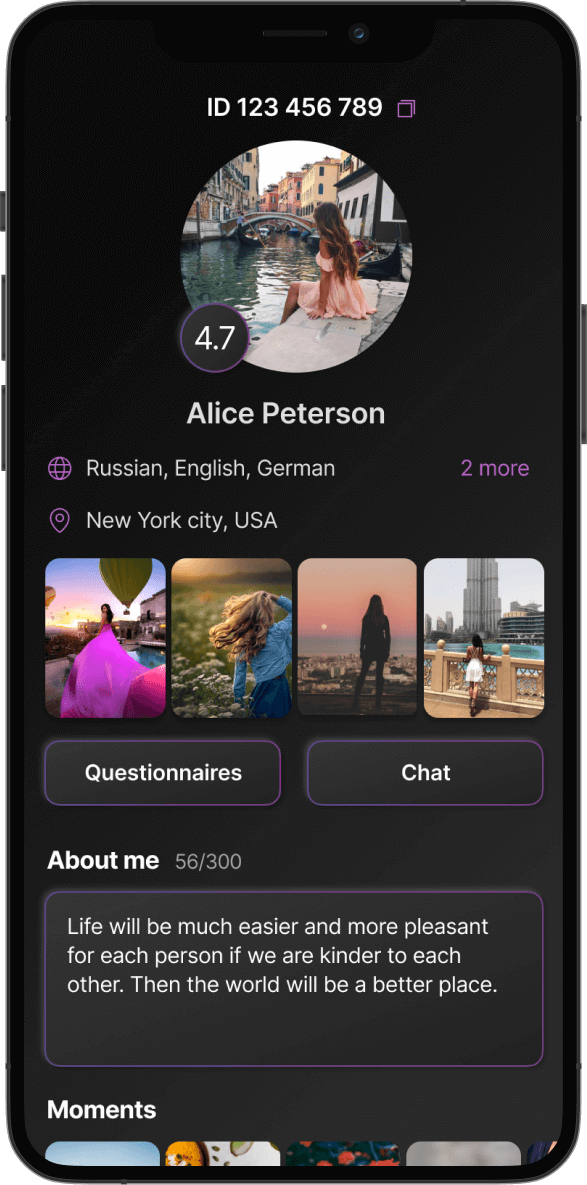 ID 123 456 789
4.7
Alice Peterson
Russian, English, German 2 more
New York city, USA
Questionnaires Chat
About me 56/300
Life will be much easier and more pleasant
for each person if we are kinder to each
other. Then the world will be a better place.
Moments